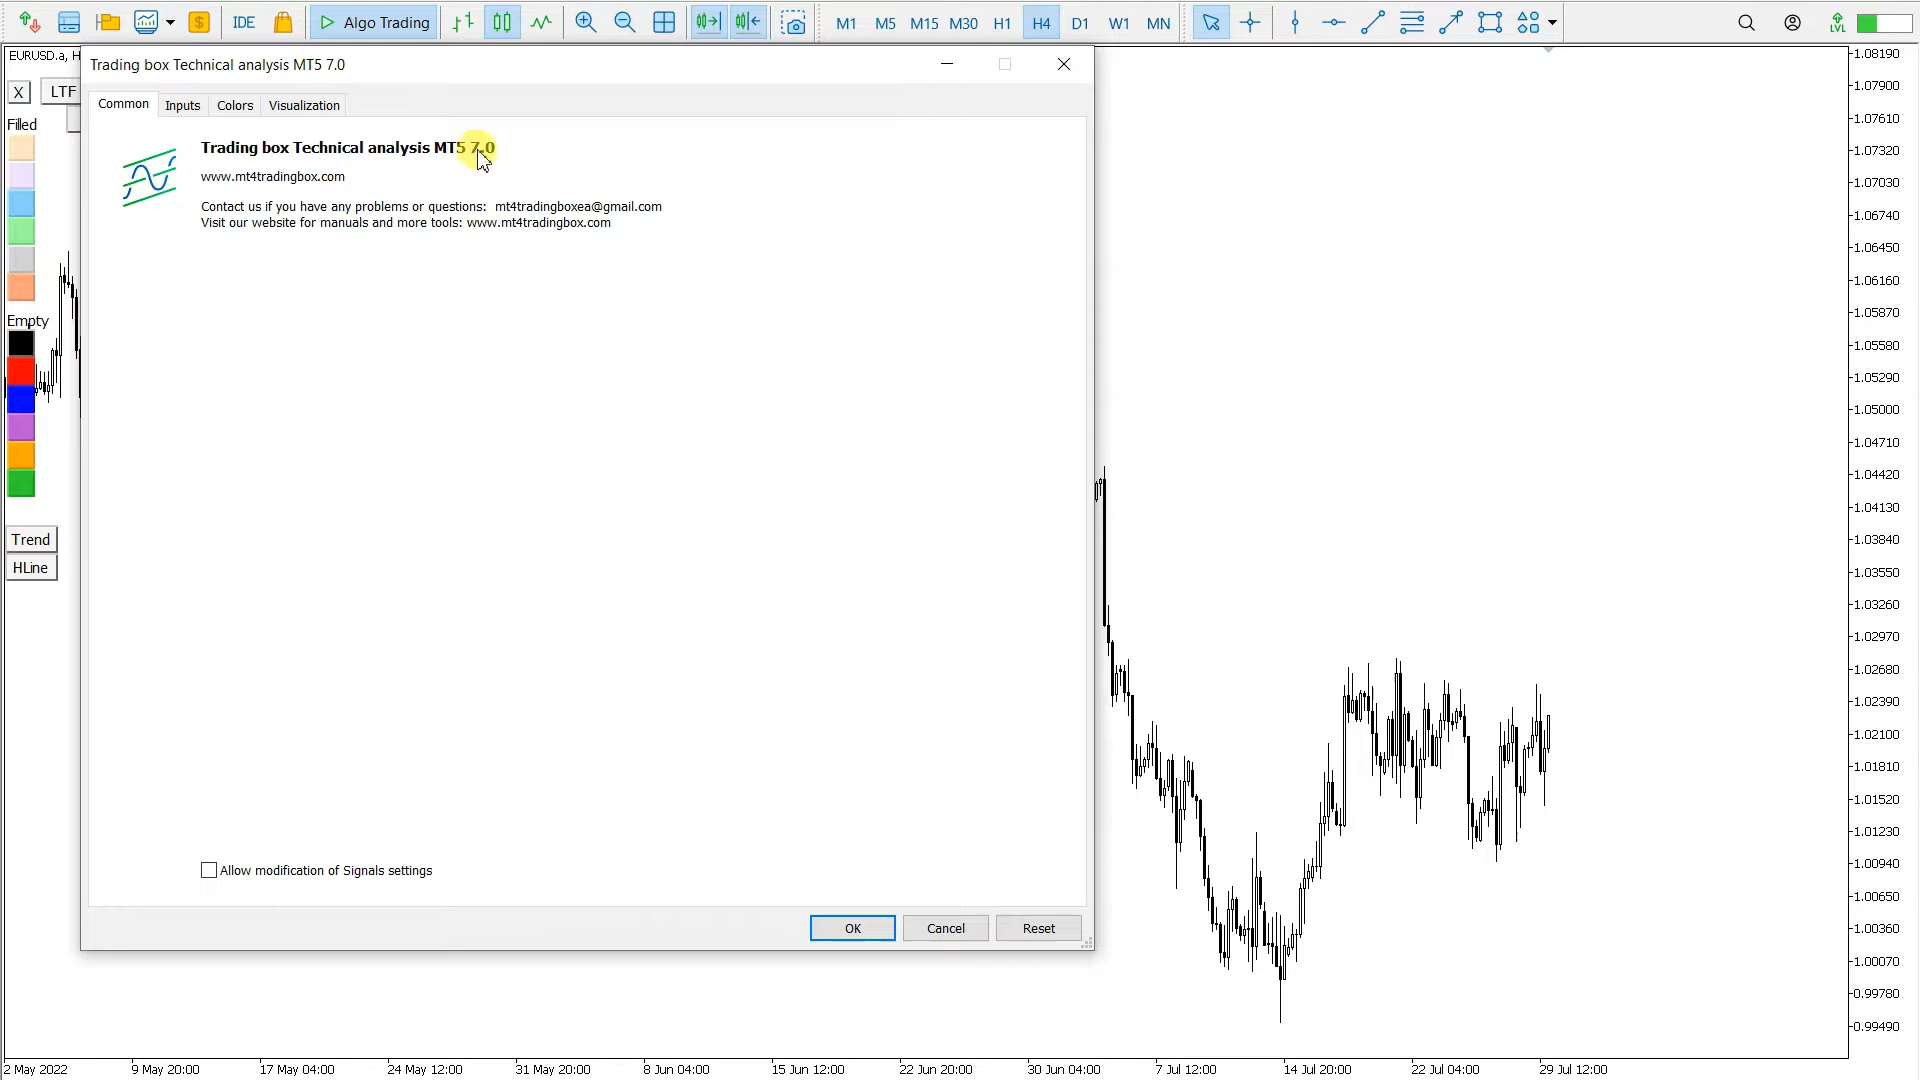 IDE
Algo Trading
M1
M5
M15
M30
H1
H4
D1
W1
MN
LVL
EURUSD.a, H
Trading box Technical analysis MT5 7.0
X
LTF
Common
Inputs
Colors
Visualization
Filled
Trading box Technical analysis MT5 7.0
www.mt4tradingbox.com
Contact us if you have any problems or questions: mt4tradingboxea@gmail.com
Visit our website for manuals and more tools: www.mt4tradingbox.com
Empty
Trend
HLine
Allow modification of Signals settings
OK
Cancel
Reset
1.08190
1.07900
1.07610
1.07320
1.07030
1.06740
1.06450
1.06160
1.05870
1.05580
1.05290
1.05000
1.04710
1.04420
1.04130
1.03840
1.03550
1.03260
1.02970
1.02680
1.02390
1.02100
1.01810
1.01520
1.01230
1.00940
1.00650
1.00360
1.00070
0.99780
0.99490
2 May 2022
9 May 20:00
17 May 04:00
24 May 12:00
31 May 20:00
8 Jun 04:00
15 Jun 12:00
22 Jun 20:00
30 Jun 04:00
7 Jul 12:00
14 Jul 20:00
22 Jul 04:00
29 Jul 12:00